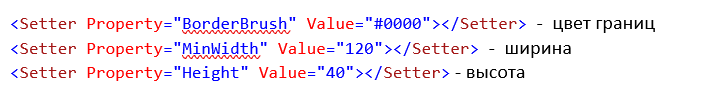 <Setter Property="BorderBrush" Value="#0000"></Setter> - цвет границ
<Setter Property="MinWidth" Value="120"></Setter> - ширина
<Setter Property="Height" Value="40"></Setter> - высота